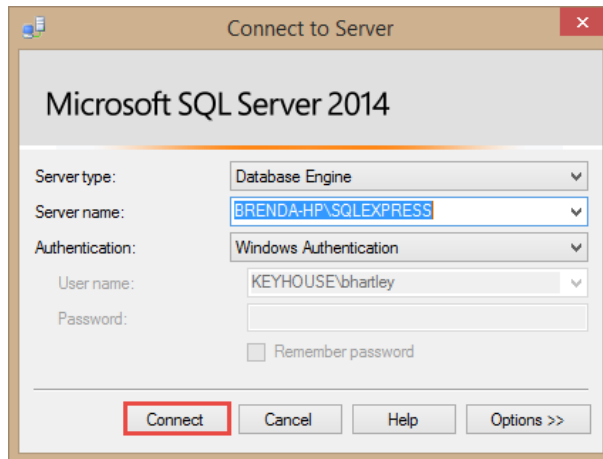 Connect to Server
Microsoft SQL Server 2014
Server type: Database Engine
Server name: BRENDA-HP\SQLEXPRESS
Authentication: Windows Authentication
User name: KEYHOUSE\bhartley
Password:
Remember password
Connect Cancel Help Options >>